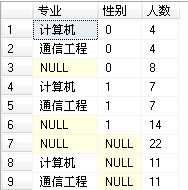 专业 性别 人数
1 计算机 0 4
2 通信工程 0 4
3 NULL 0 8
4 计算机 1 7
5 通信工程 1 7
6 NULL 1 14
7 NULL NULL 22
8 计算机 NULL 11
9 通信工程 NULL 11